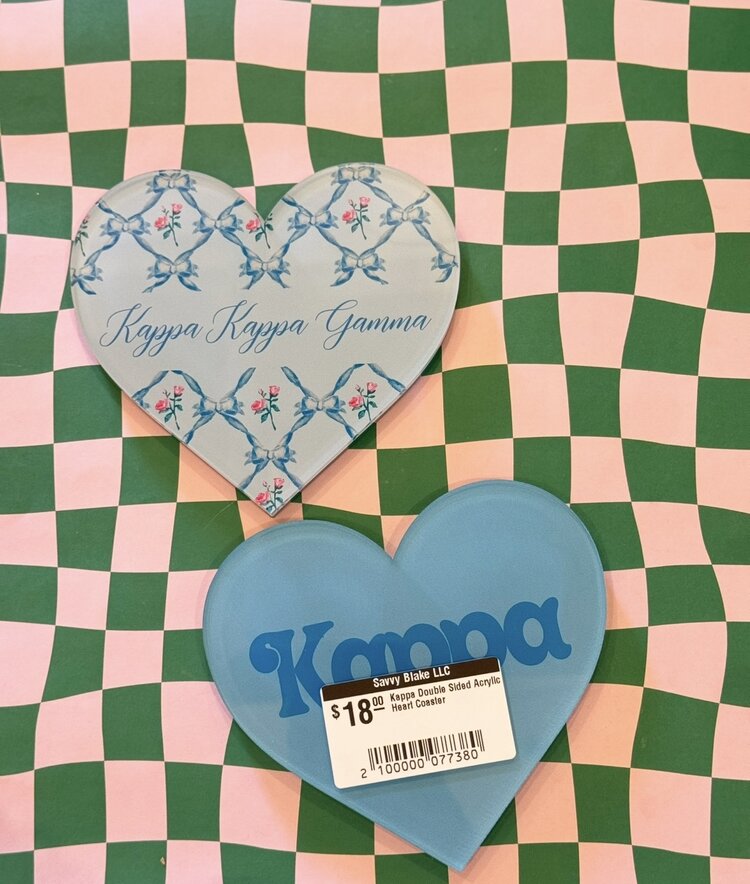 Kappa Kappa Gamma
Kappa
Savvy Blake LLC
$18.00 Kappa Double Sided Acrylic
Heart Coaster
2 100000 077380